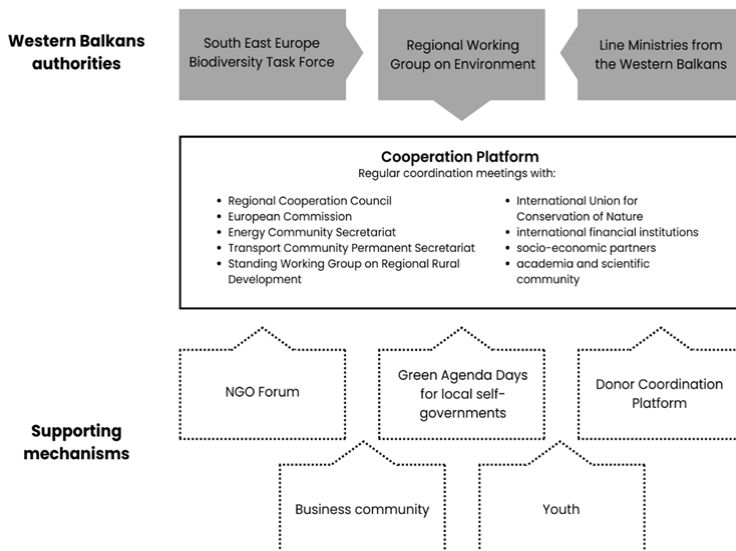 Western Balkans
authorities
South East Europe
Biodiversity Task Force
Regional Working
Group on Environment
Line Ministries from
the Western Balkans
Cooperation Platform
Regular coordination meetings with:
• Regional Cooperation Council
• European Commission
• Energy Community Secretariat
• Transport Community Permanent Secretariat
• Standing Working Group on Regional Rural
Development
• International Union for
Conservation of Nature
• international financial institutions
• socio-economic partners
• academia and scientific
community
Supporting
mechanisms
NGO Forum
Green Agenda Days
for local self-
governments
Donor Coordination
Platform
Business community
Youth